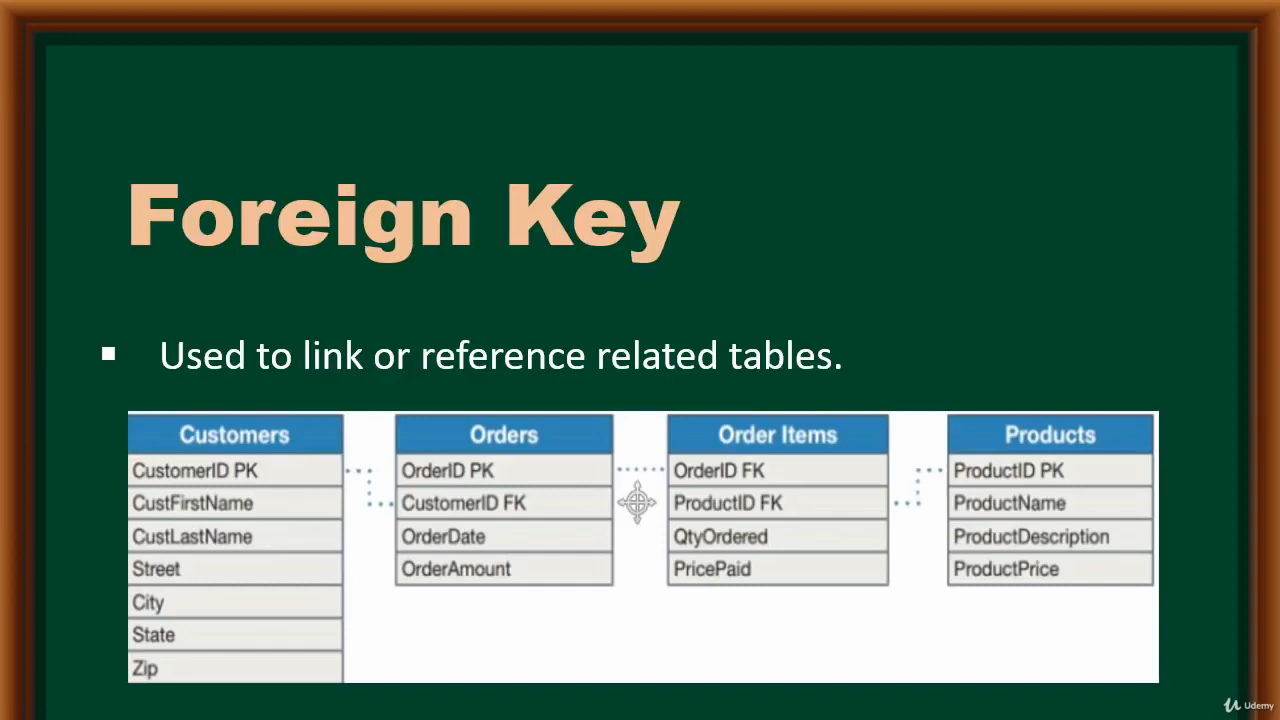 Foreign Key
▪ Used to link or reference related tables.
Customers
CustomerID PK
CustFirstName
CustLastName
Street
City
State
Zip
Orders
OrderID PK
CustomerID FK
OrderDate
OrderAmount
Order Items
OrderID FK
ProductID FK
QtyOrdered
PricePaid
Products
ProductID PK
ProductName
ProductDescription
ProductPrice
Udemy